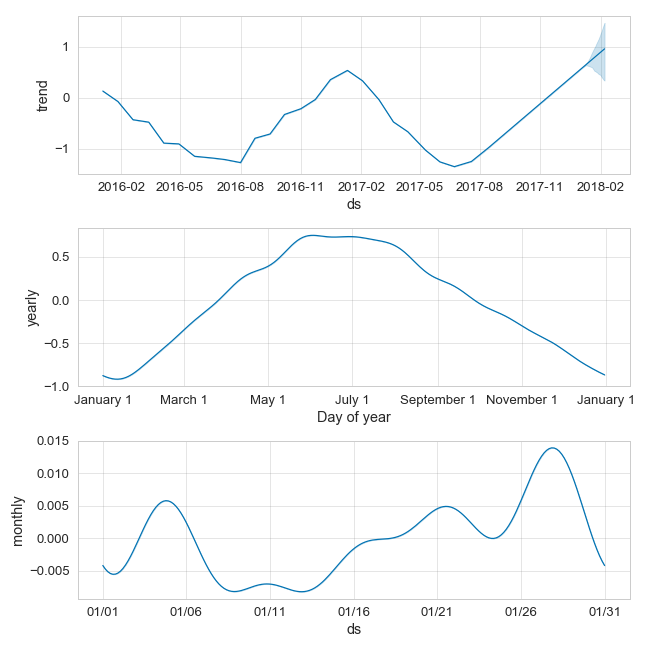 1
0
−1
trend
2016-02 2016-05 2016-08 2016-11 2017-02 2017-05 2017-08 2017-11 2018-02
ds
0.5
0.0
−0.5
−1.0
yearly
January 1 March 1 May 1 July 1 September 1 November 1 January 1
Day of year
0.015
0.010
0.005
0.000
−0.005
monthly
01/01 01/06 01/11 01/16 01/21 01/26 01/31
ds